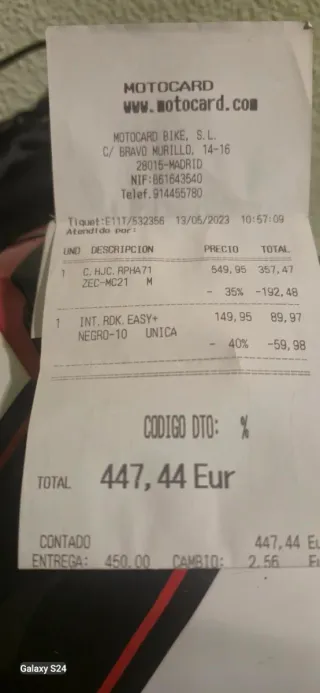 MOTOCARD
www.motocard.com
MOTOCARD BIKE, S.L.
C/ BRAVO MURILLO, 14-16
28015-MADRID
NIF:B61643540
Telef.914455780
Tiquet:E117/532356 13/05/2023 10:57:09
Atendido por:
UND DESCRIPCION PRECIO TOTAL
1 C.HJC.RPHA71 549,95 357,47
ZEC-MC21 M
- 35% -192,48
1 INT.RDK.EASY+ 149,95 89,97
NEGRO-10 UNICA
- 40% -59,98
CODIGO DTO: %
TOTAL 447,44 Eur
CONTADO 447,44 Eu
ENTREGA: 450.00 CAMBIO: 2.56 Eu
Galaxy S24